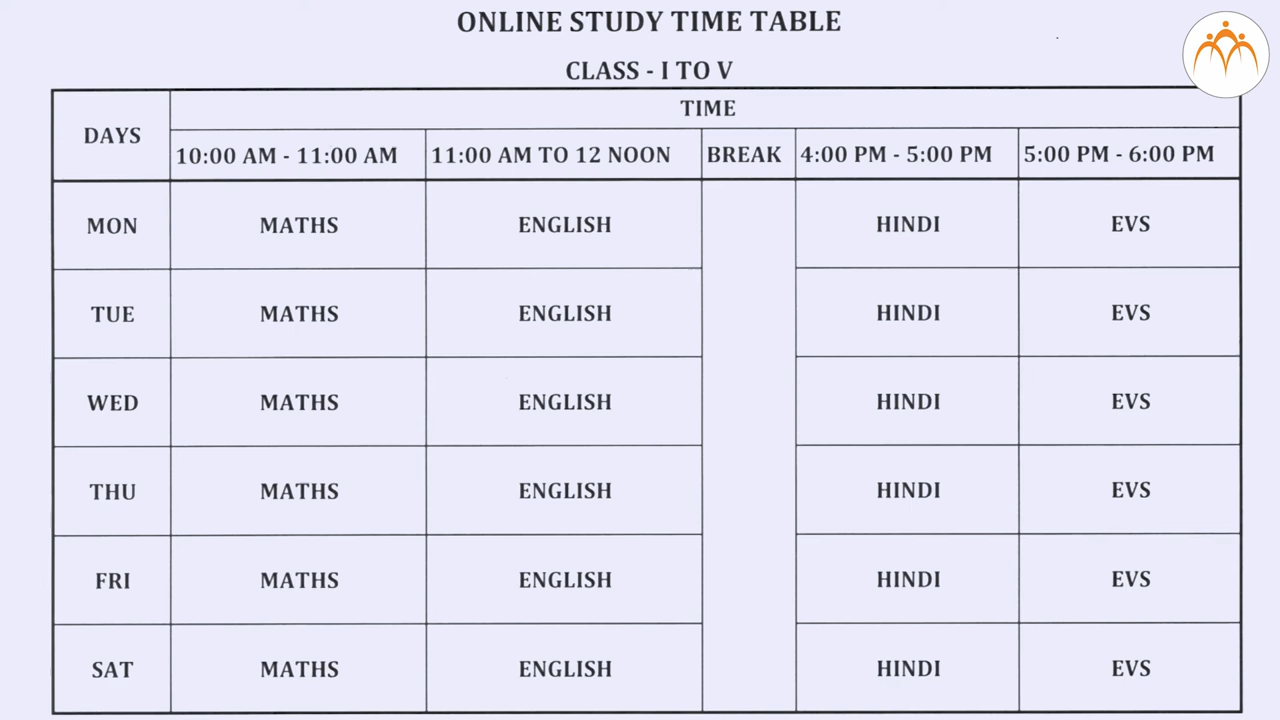 ONLINE STUDY TIME TABLE
CLASS - I TO V
DAYS
TIME
10:00 AM - 11:00 AM 11:00 AM TO 12 NOON BREAK 4:00 PM - 5:00 PM 5:00 PM - 6:00 PM
MON MATHS ENGLISH HINDI EVS
TUE MATHS ENGLISH HINDI EVS
WED MATHS ENGLISH HINDI EVS
THU MATHS ENGLISH HINDI EVS
FRI MATHS ENGLISH HINDI EVS
SAT MATHS ENGLISH HINDI EVS